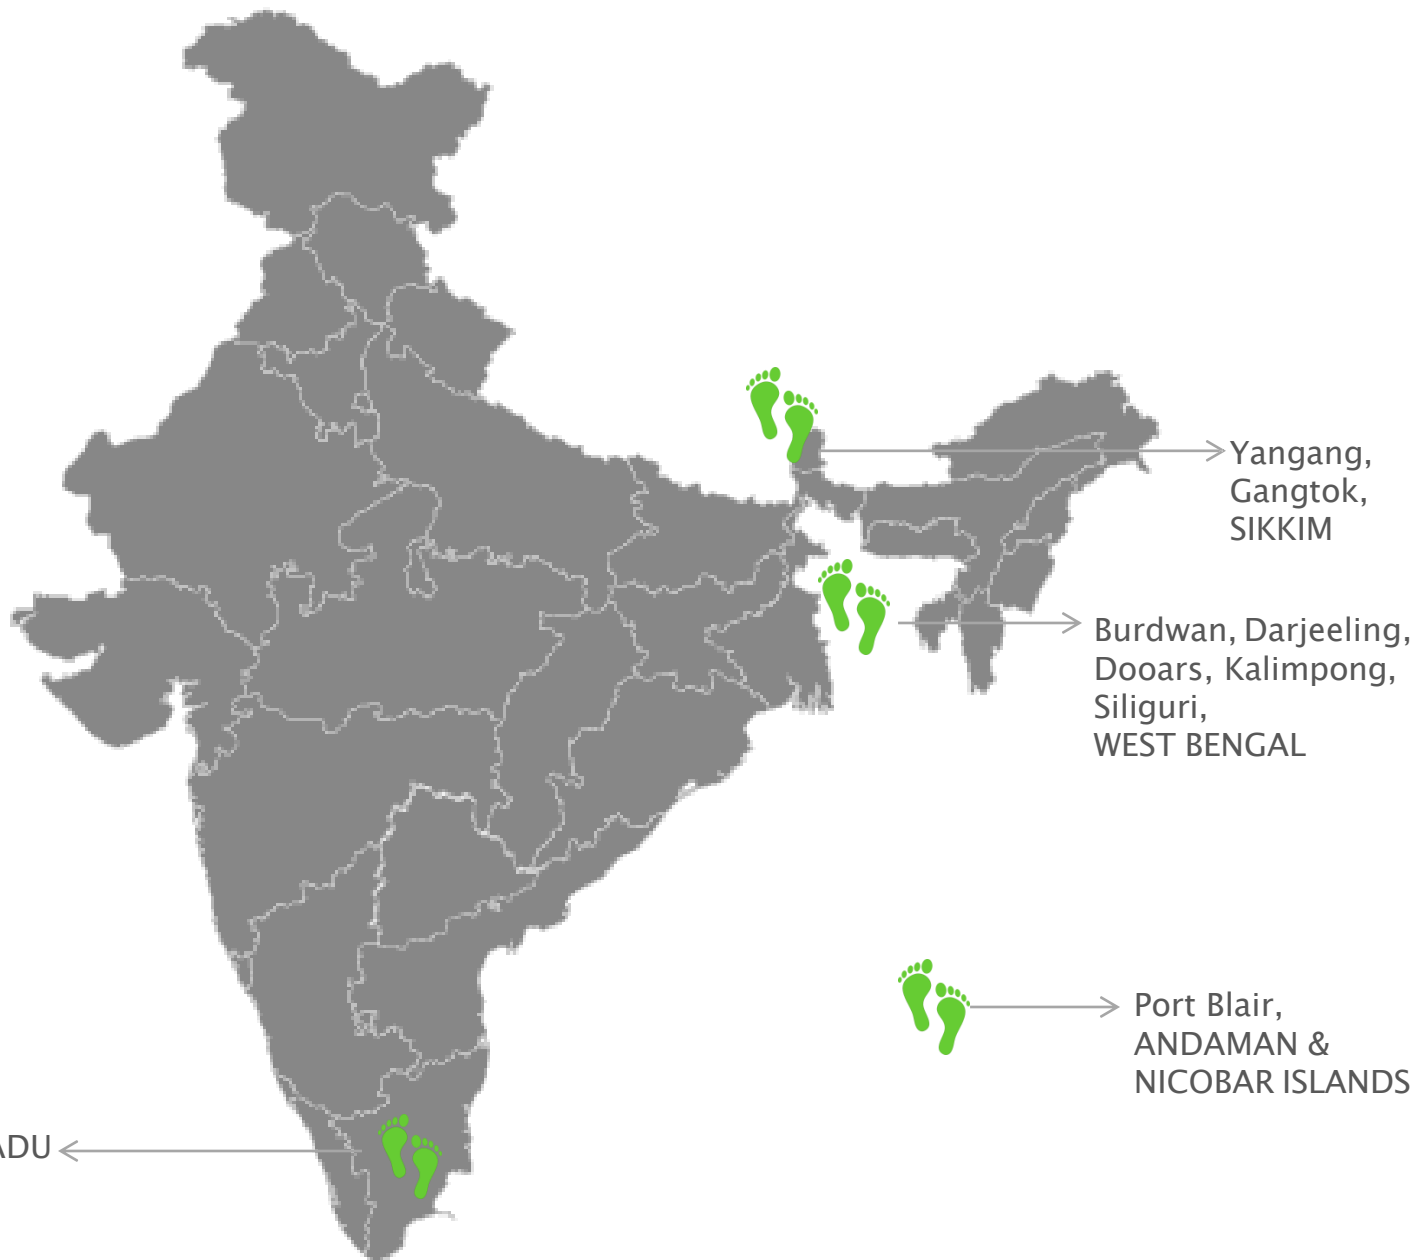 Yangang,
Gangtok,
SIKKIM
Burdwan, Darjeeling,
Dooars, Kalimpong,
Siliguri,
WEST BENGAL
Port Blair,
ANDAMAN &
NICOBAR ISLANDS
ADU